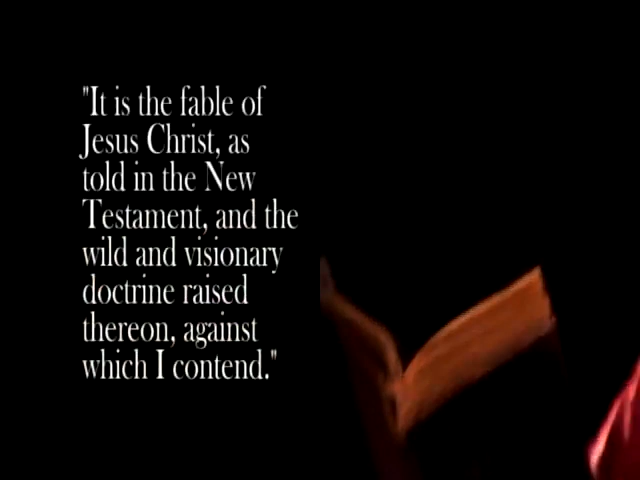 "It is the fable of
Jesus Christ, as
told in the New
Testament, and the
wild and visionary
doctrine raised
thereon, against
which I contend."